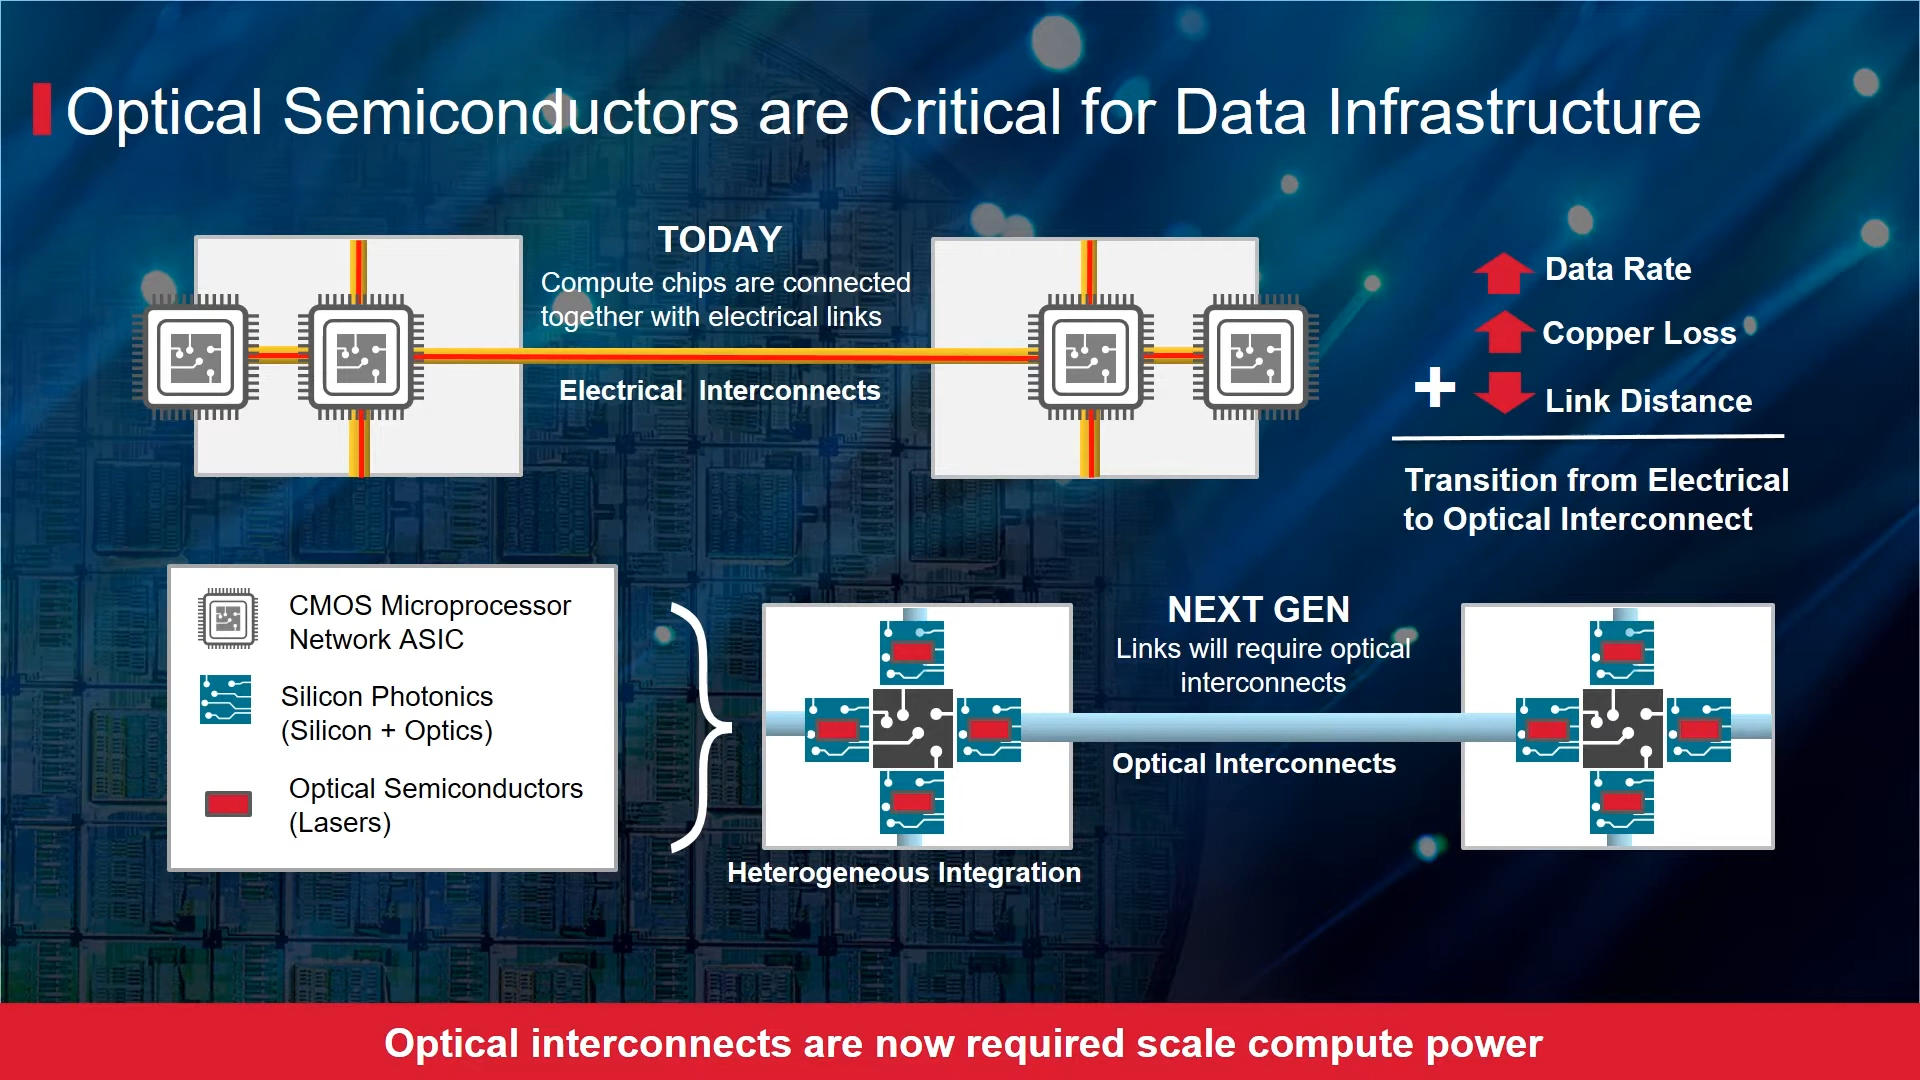 Optical Semiconductors are Critical for Data Infrastructure
TODAY
Compute chips are connected
together with electrical links
Electrical Interconnects
Data Rate
Copper Loss
+ Link Distance
Transition from Electrical
to Optical Interconnect
CMOS Microprocessor
Network ASIC
Silicon Photonics
(Silicon + Optics)
Optical Semiconductors
(Lasers)
Heterogeneous Integration
NEXT GEN
Links will require optical
interconnects
Optical Interconnects
Optical interconnects are now required scale compute power